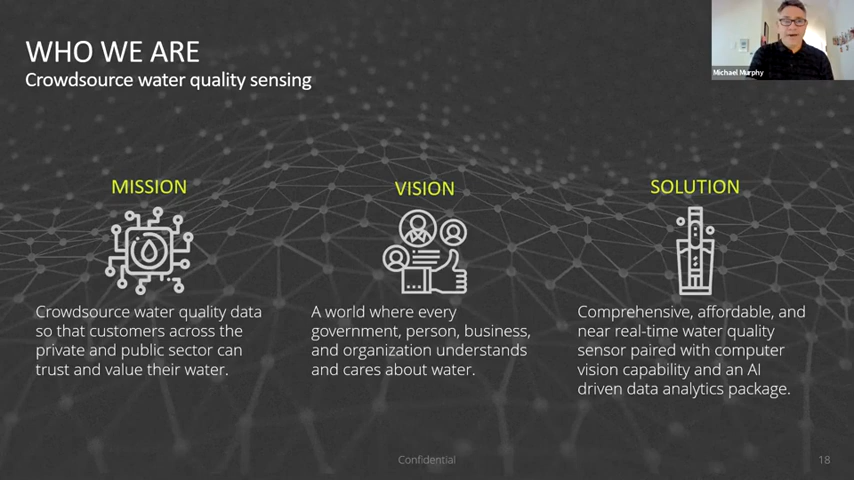 WHO WE ARE
Crowdsource water quality sensing
Michael Murphy
MISSION
Crowdsource water quality data
so that customers across the
private and public sector can
trust and value their water.
VISION
A world where every
government, person, business,
and organization understands
and cares about water.
SOLUTION
Comprehensive, affordable, and
near real-time water quality
sensor paired with computer
vision capability and an AI
driven data analytics package.
Confidential
18